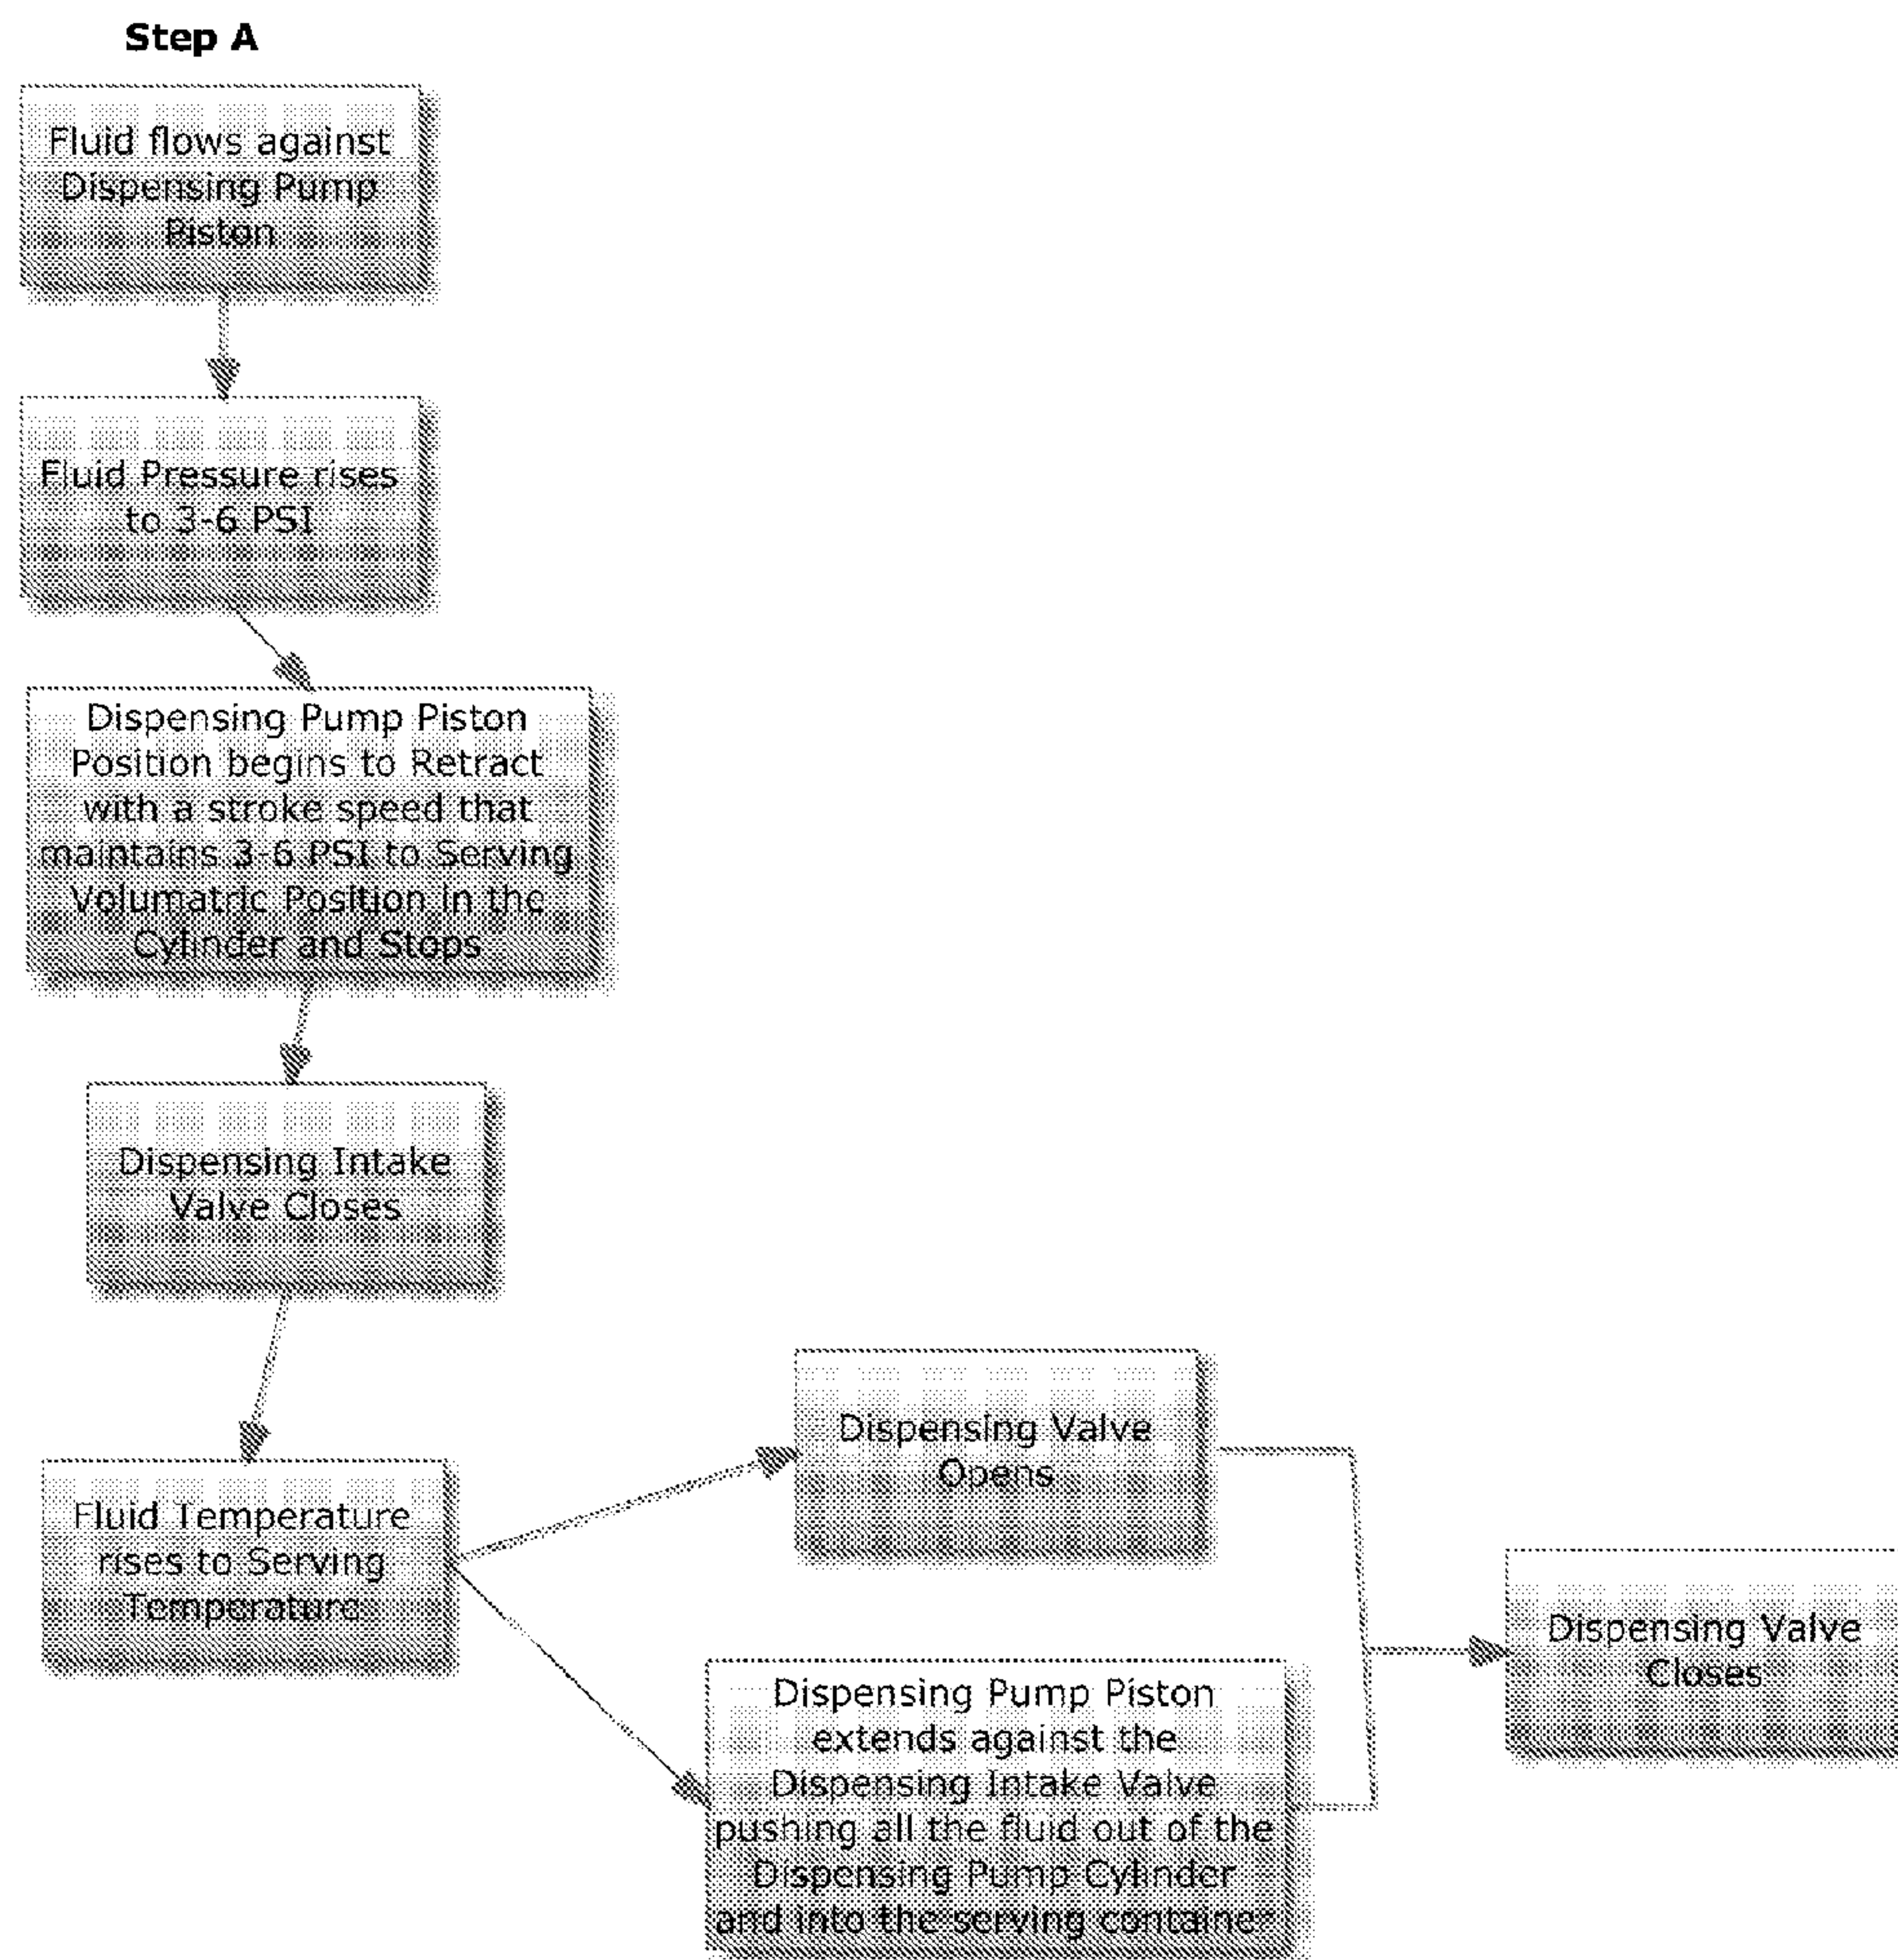 Step A
Fluid flows against
Dispensing Pump
Piston
Fluid Pressure rises
to 3-6 PSI
Dispensing Pump Piston
Position begins to Retract
with a stroke speed that
maintains 3-6 PSI to Serving
Volumatric Position in the
Cylinder and Stops
Dispensing Intake
Valve Closes
Fluid Temperature
rises to Serving
Temperature
Dispensing Valve
Opens
Dispensing Pump Piston
extends against the
Dispensing Intake Valve
pushing all the fluid out of the
Dispensing Pump Cylinder
and into the serving container
Dispensing Valve
Closes